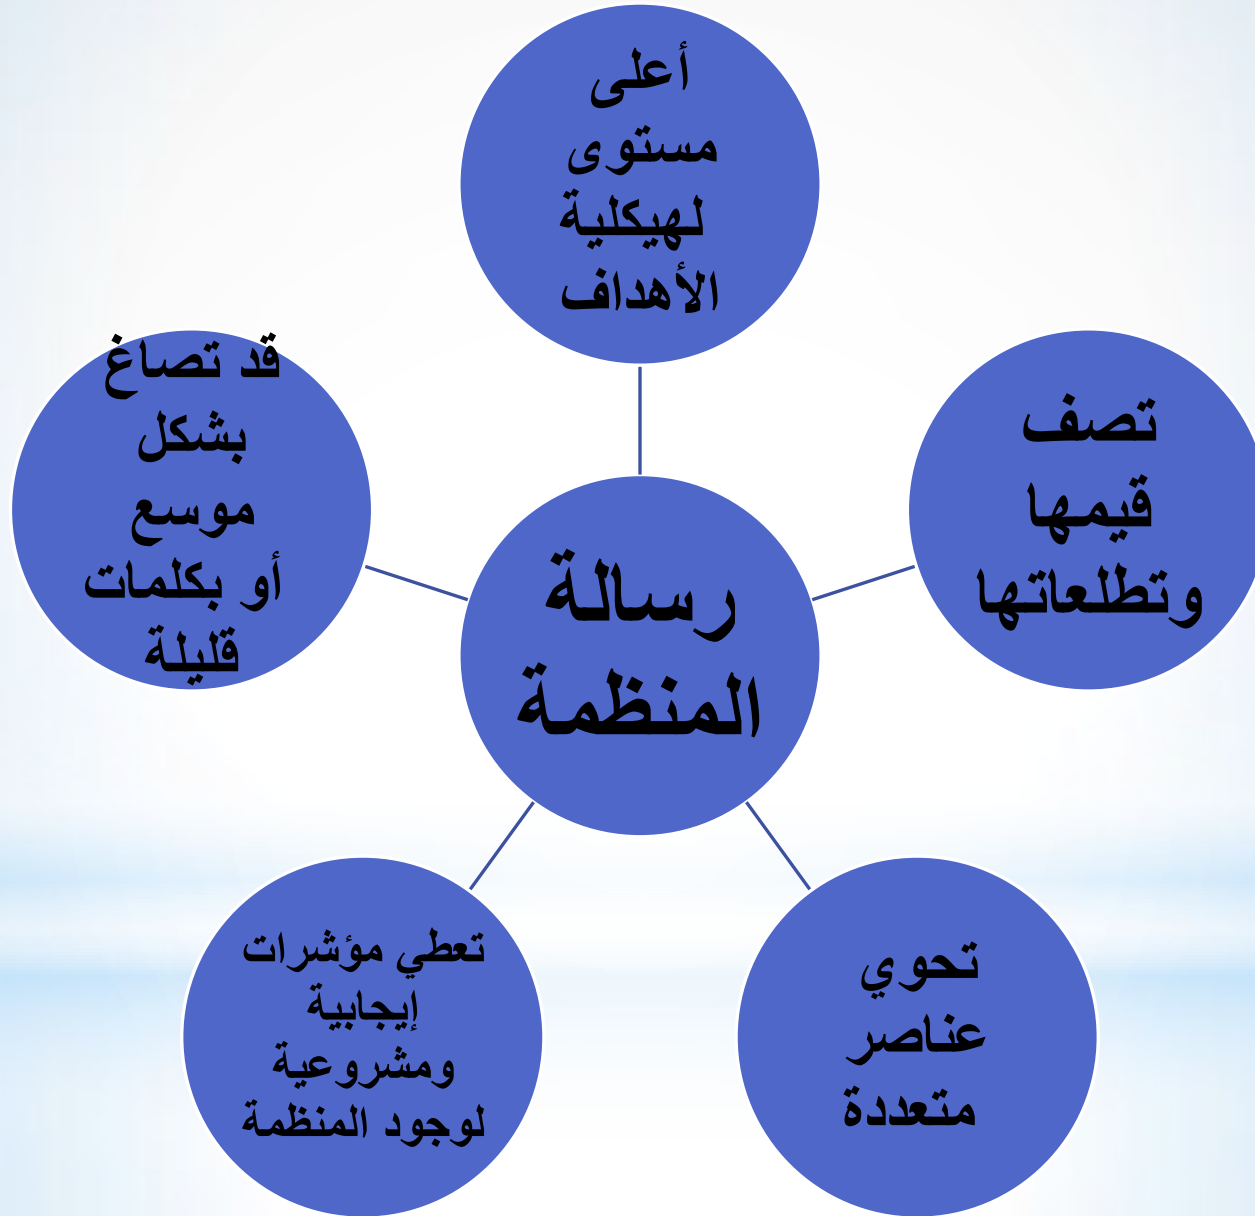 أعلى
مستوى
لهيكلية
الأهداف
تصف
قيمها
وتطلعاتها
تحوي
عناصر
متعددة
تعطي مؤشرات
إيجابية
ومشروعية
لوجود المنظمة
قد تصاغ
بشكل
موسع
أو بكلمات
قليلة
رسالة
المنظمة